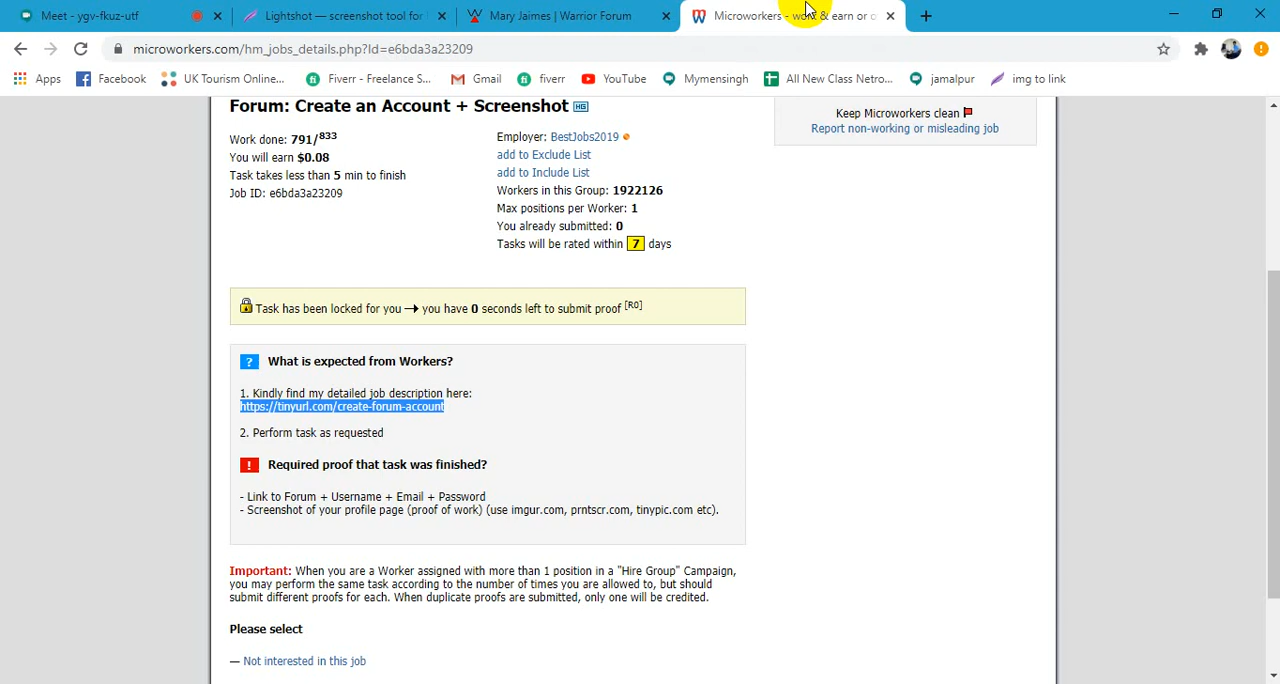 Meet - ygv-fkuz-utf
Lightshot — screenshot tool for
Mary Jaimes | Warrior Forum
Microworkers - work & earn or o
microworkers.com/hm_jobs_details.php?Id=e6bda3a23209
Apps
Facebook
UK Tourism Online...
Fiverr - Freelance S...
Gmail
fiverr
YouTube
Mymensingh
All New Class Netro...
jamalpur
img to link
Forum: Create an Account + Screenshot HG
Work done: 791/833
You will earn $0.08
Task takes less than 5 min to finish
Job ID: e6bda3a23209
Employer: BestJobs2019
add to Exclude List
add to Include List
Workers in this Group: 1922126
Max positions per Worker: 1
You already submitted: 0
Tasks will be rated within 7 days
Keep Microworkers clean
Report non-working or misleading job
Task has been locked for you → you have 0 seconds left to submit proof [R0]
? What is expected from Workers?
1. Kindly find my detailed job description here:
https://tinyurl.com/create-forum-account
2. Perform task as requested
! Required proof that task was finished?
- Link to Forum + Username + Email + Password
- Screenshot of your profile page (proof of work) (use imgur.com, prntscr.com, tinypic.com etc).
Important: When you are a Worker assigned with more than 1 position in a "Hire Group" Campaign,
you may perform the same task according to the number of times you are allowed to, but should
submit different proofs for each. When duplicate proofs are submitted, only one will be credited.
Please select
— Not interested in this job